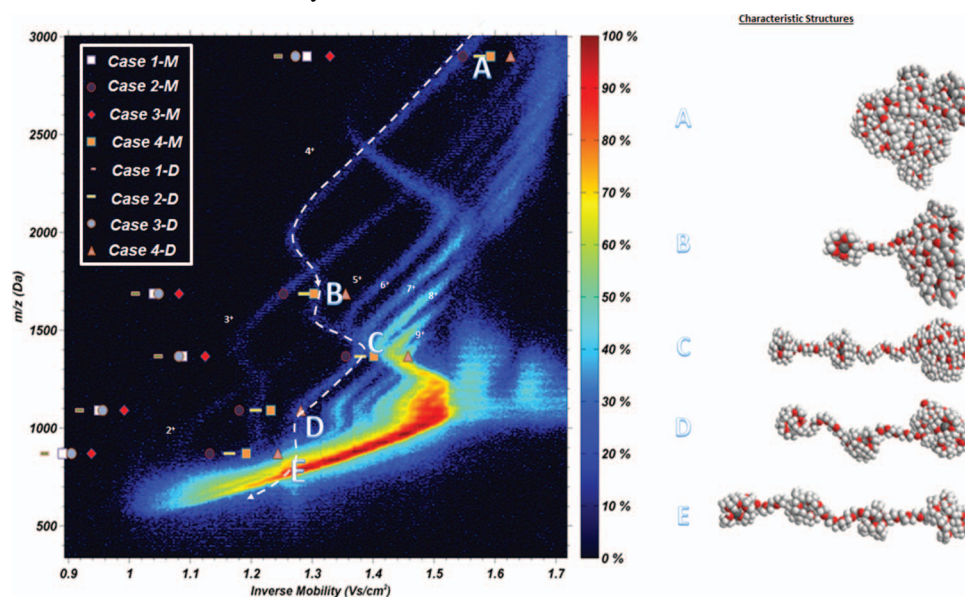 Characteristic Structures
3000
2500
2000
1500
1000
500
m/z (Da)
Case 1-M
Case 2-M
Case 3-M
Case 4-M
Case 1-D
Case 2-D
Case 3-D
Case 4-D
4+
3+
2+
5+
6+
7+
8+
9+
A
B
C
D
E
0.9 1 1.1 1.2 1.3 1.4 1.5 1.6 1.7
Inverse Mobility (Vs/cm²)
100 %
90 %
80 %
70 %
60 %
50 %
40 %
30 %
20 %
10 %
0 %
A
B
C
D
E